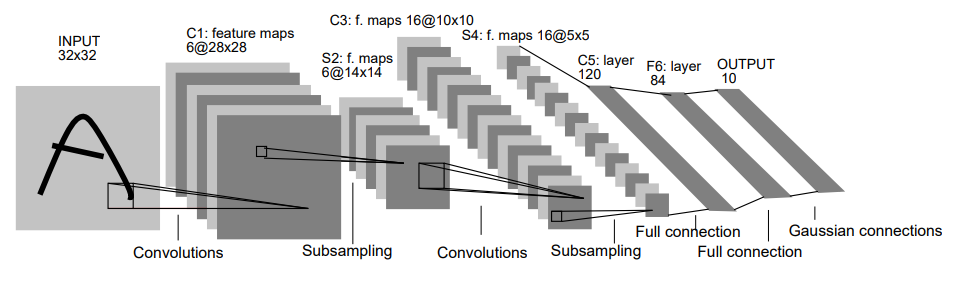 INPUT
32x32
C1: feature maps
6@28x28
S2: f. maps
6@14x14
C3: f. maps 16@10x10
S4: f. maps 16@5x5
C5: layer
120
F6: layer
84
OUTPUT
10
Convolutions
Subsampling
Convolutions
Subsampling
Full connection
Full connection
Gaussian connections
A